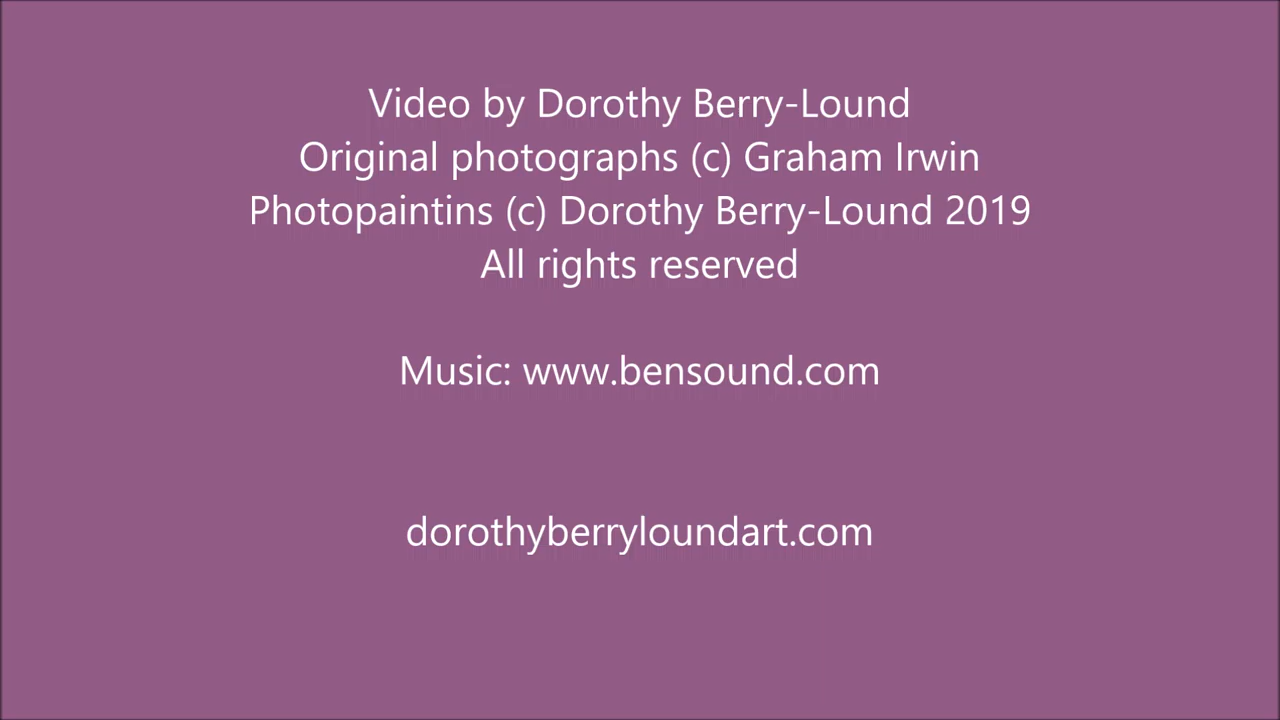 Video by Dorothy Berry-Lound
Original photographs (c) Graham Irwin
Photopaintins (c) Dorothy Berry-Lound 2019
All rights reserved
Music: www.bensound.com
dorothyberryloundart.com